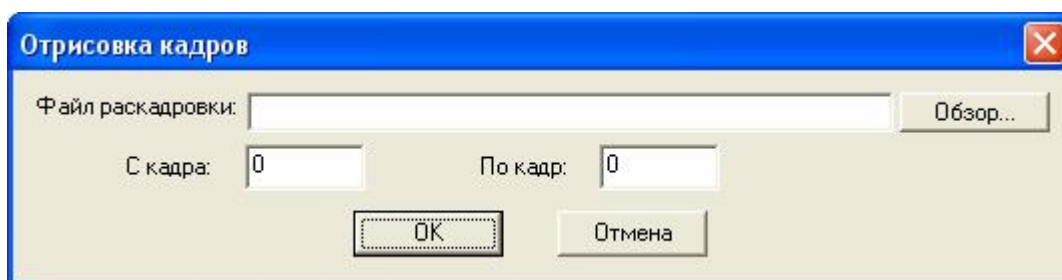 Отрисовка кадров
Файл раскадровки: Обзор...
С кадра: 0 По кадр: 0
OK Отмена